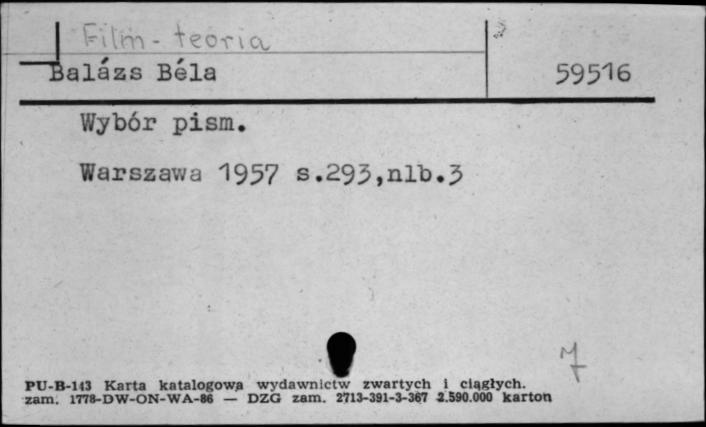 Film - teoria
Balázs Béla 59516
Wybór pism.
Warszawa 1957 s.293,nlb.3
PU-B-143 Karta katalogowa wydawnictw zwartych i ciągłych.
zam. 1778-DW-ON-WA-86 — DZG zam. 2713-391-3-367 2.590.000 karton